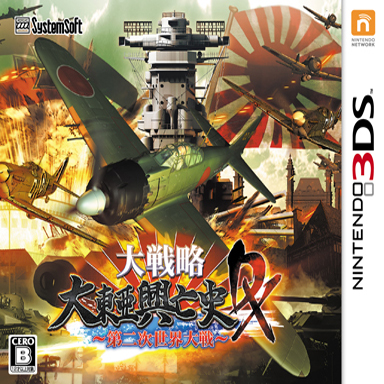 SystemSoft
NINTENDO
NETWORK
NINTENDO 3DS
TM
大戦略
大東亜興亡史DX
~第二次世界大戦~
CERO
B